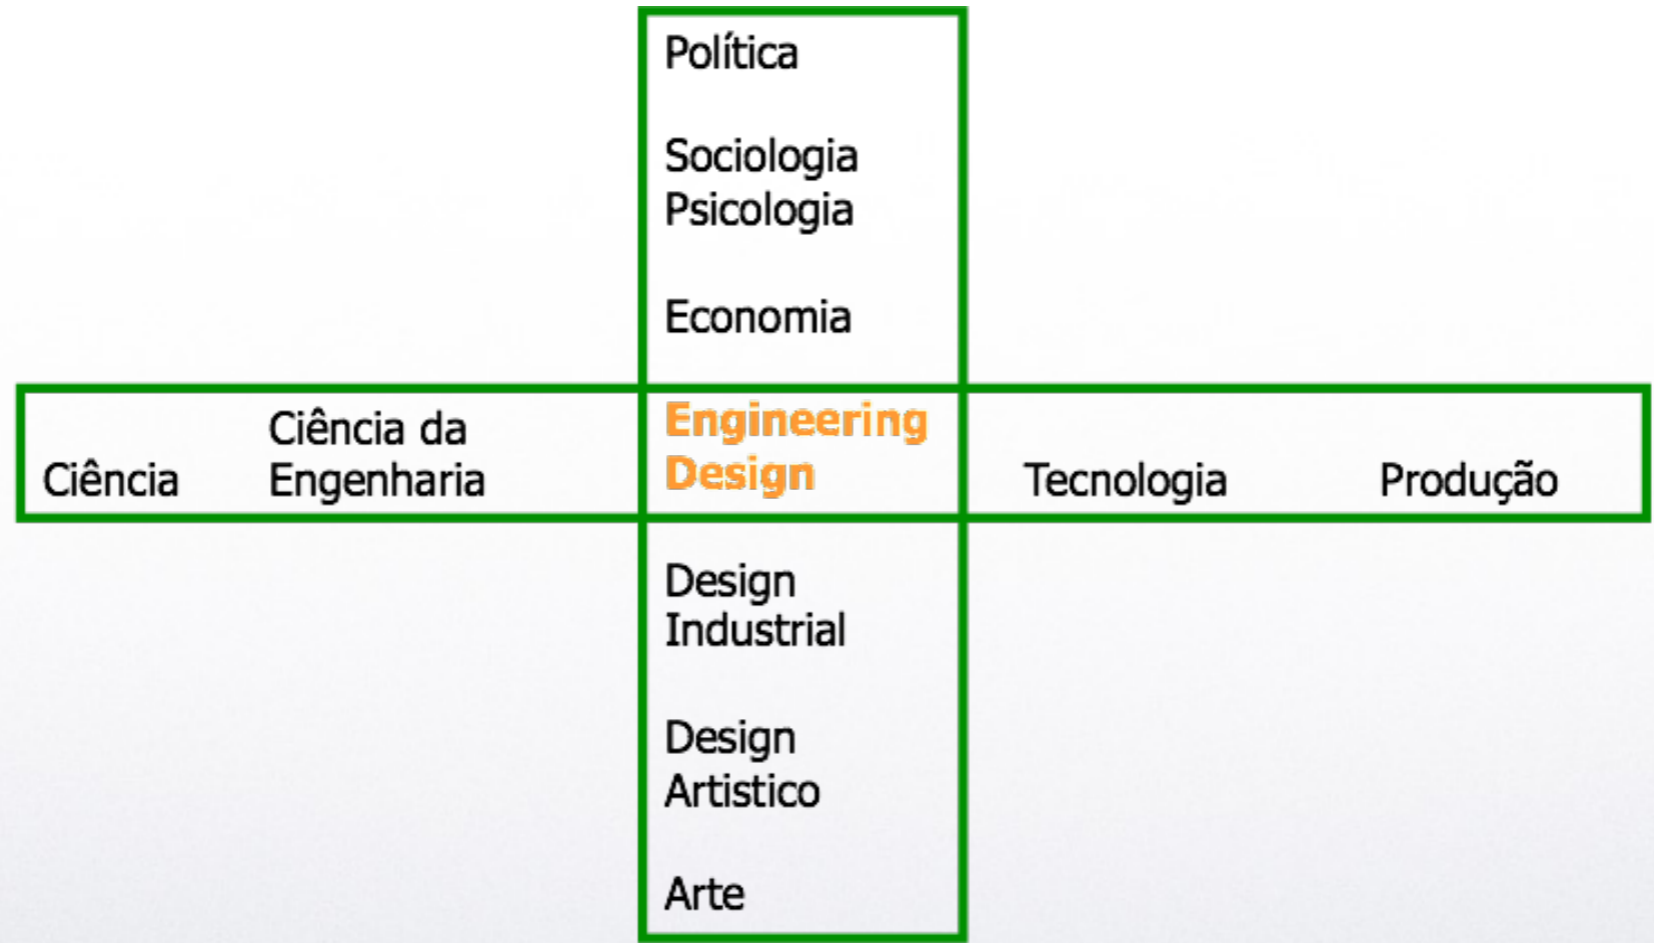 Política
Sociologia
Psicologia
Economia
Ciência
Ciência da
Engenharia
Engineering
Design
Tecnologia
Produção
Design
Industrial
Design
Artistico
Arte